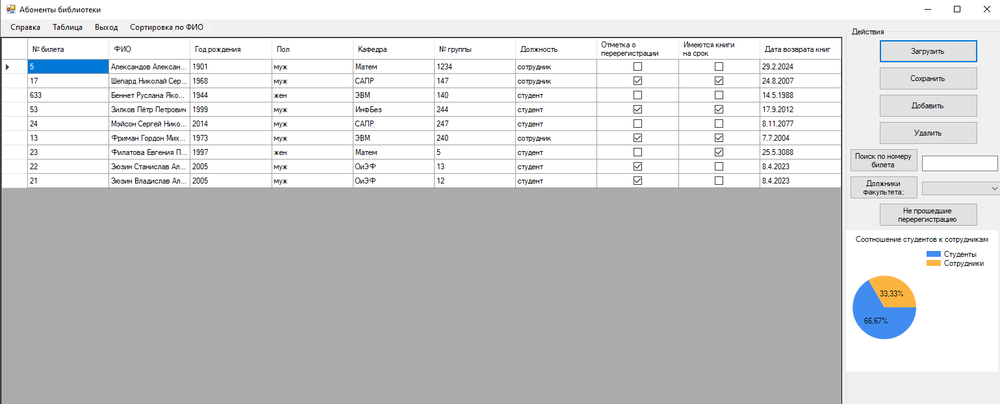 Абоненты библиотеки
Справка Таблица Выход Сортировка по ФИО
№ билета ФИО Год рождения Пол Кафедра № группы Должность Отметка о перерегистрации Имеются книги на срок Дата возврата книг
5 Александов Алексан... 1901 муж Матем 1234 сотрудник 29.2.2024
17 Шепард Николай Сер... 1968 муж САПР 147 сотрудник 24.8.2007
633 Беннет Руслана Яко... 1944 жен ЭВМ 140 студент 14.5.1988
53 Зилков Пётр Петрович 1999 муж ИнфБез 244 студент 17.9.2012
24 Мэйсон Сергей Нико... 2014 муж САПР 247 студент 8.11.2077
13 Фриман Гордон Мих... 1973 муж ЭВМ 240 сотрудник 7.7.2004
23 Филатова Евгения П... 1997 жен Матем 5 студент 25.5.3088
22 Зюзин Станислав Ал... 2005 муж ОиЭФ 13 студент 8.4.2023
21 Зюзин Владислав Ал... 2005 муж ОиЭФ 12 студент 8.4.2023
Действия
Загрузить
Сохранить
Добавить
Удалить
Поиск по номеру
билета
Должники
факультета;
Не прошедшие
перерегистрацию
Соотношение студентов к сотрудникам
Студенты
Сотрудники
33,33%
66,67%